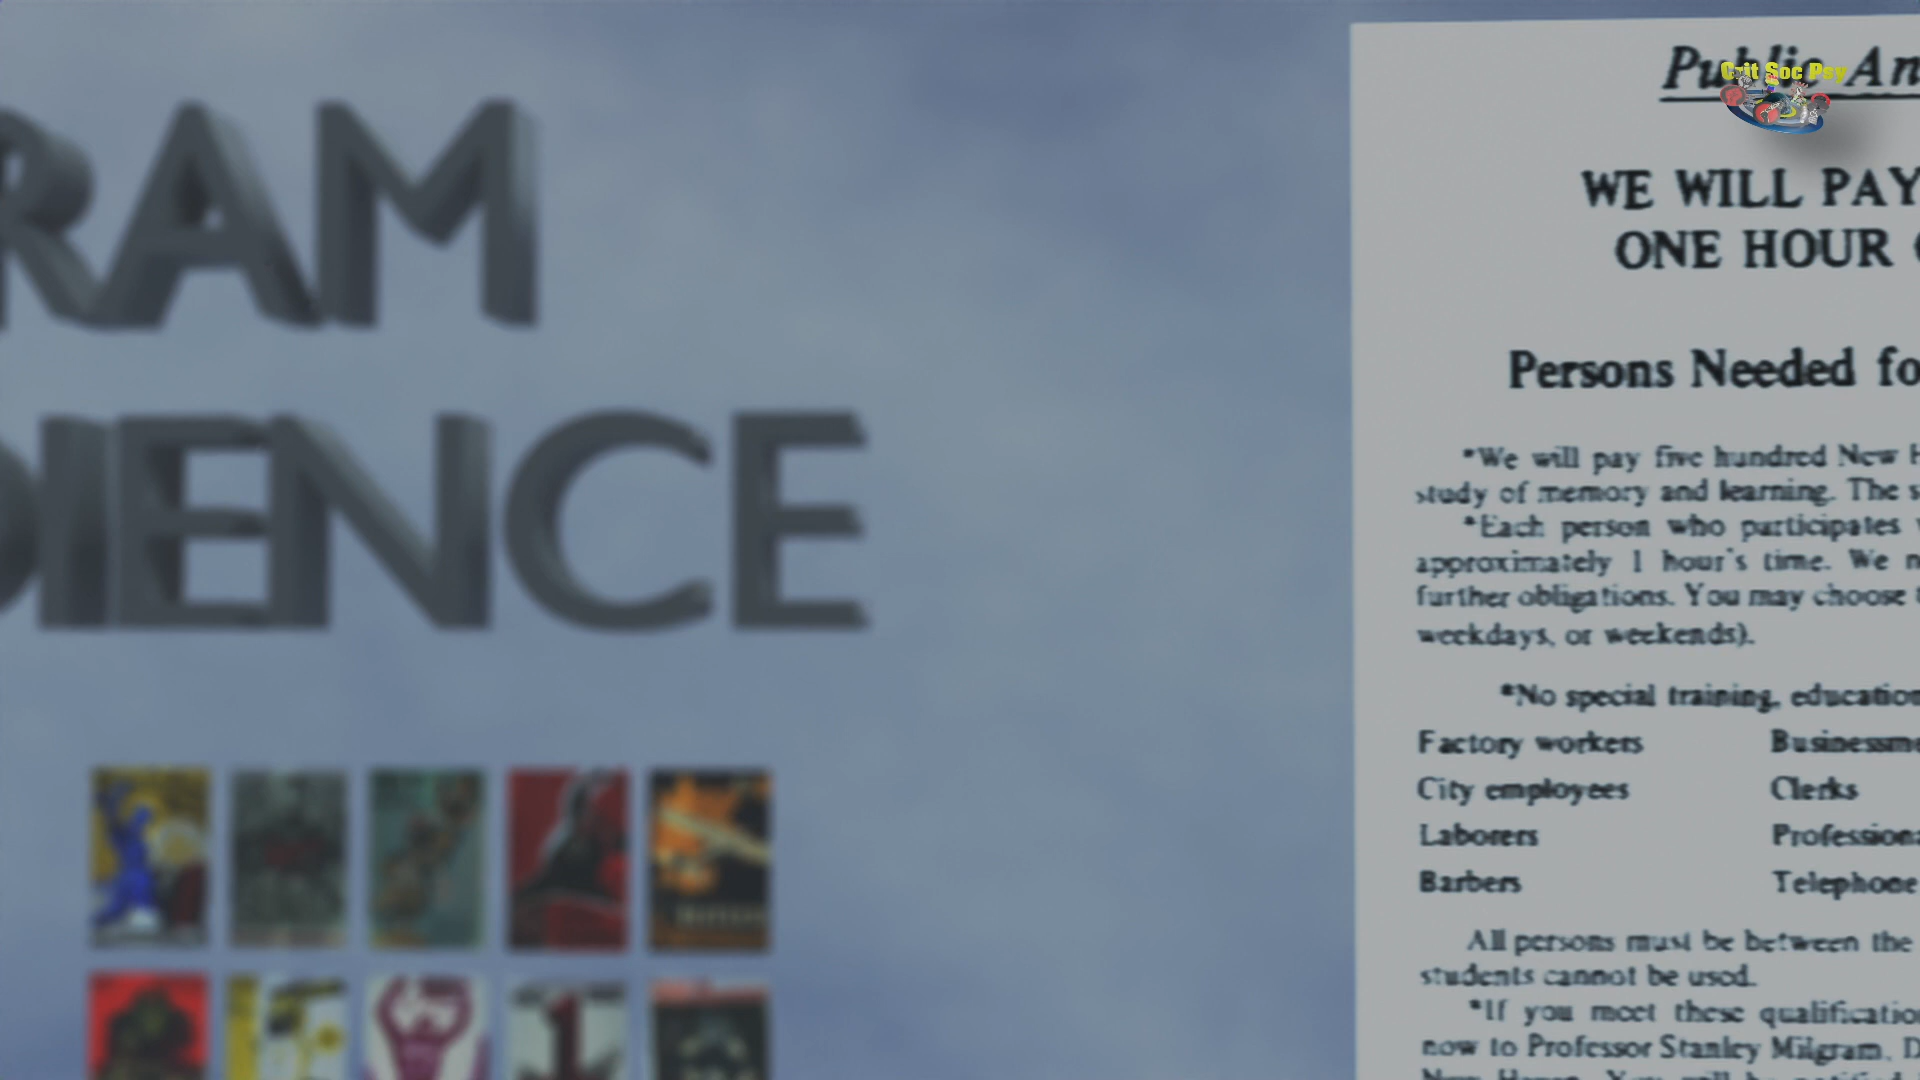 RAM
DIENCE
Crit Soc Psy
Public An
WE WILL PAY
ONE HOUR
Persons Needed fo
*We will pay five hundred New H
study of memory and learning. The s
*Each person who participates
approximately 1 hour's time. We n
further obligations. You may choose
weekdays, or weekends).
*No special training, education
Factory workers Businessme
City employees Clerks
Laborers Professiona
Barbers Telephone
All persons must be between the
students cannot be used.
*If you meet these qualification
now to Professor Stanley Milgram, D